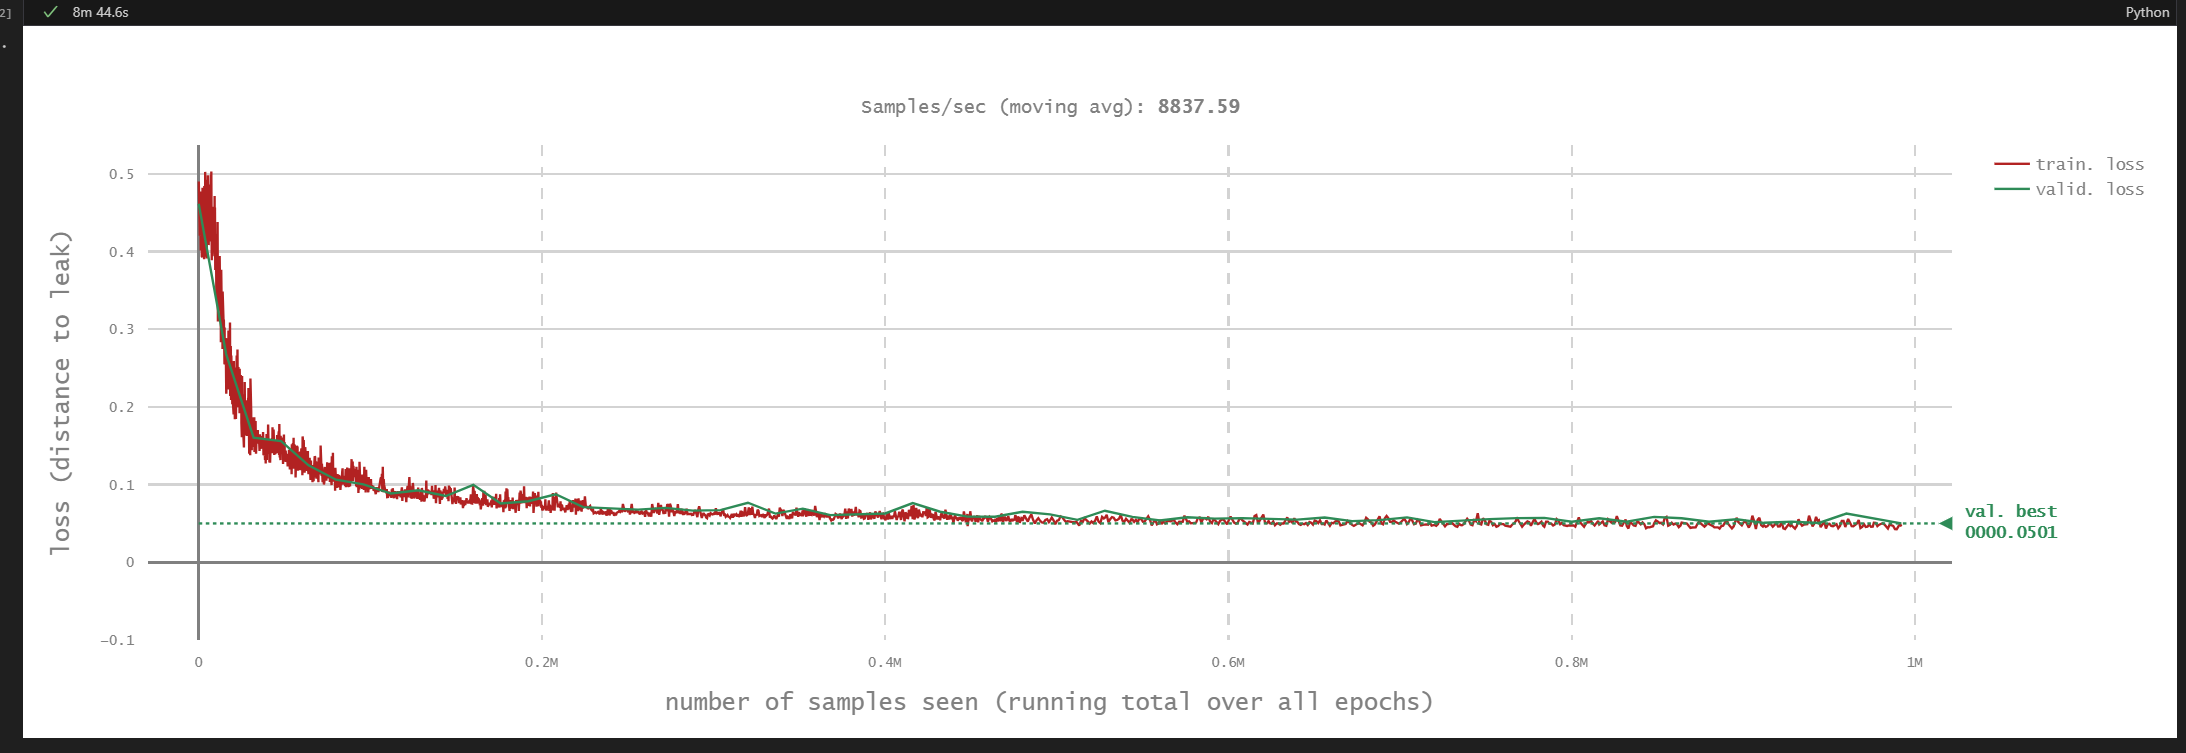 2]
8m 44.6s
Python
Samples/sec (moving avg): 8837.59
train. loss
valid. loss
loss (distance to leak)
0.5
0.4
0.3
0.2
0.1
0
−0.1
val. best
0000.0501
0
0.2M
0.4M
0.6M
0.8M
1M
number of samples seen (running total over all epochs)